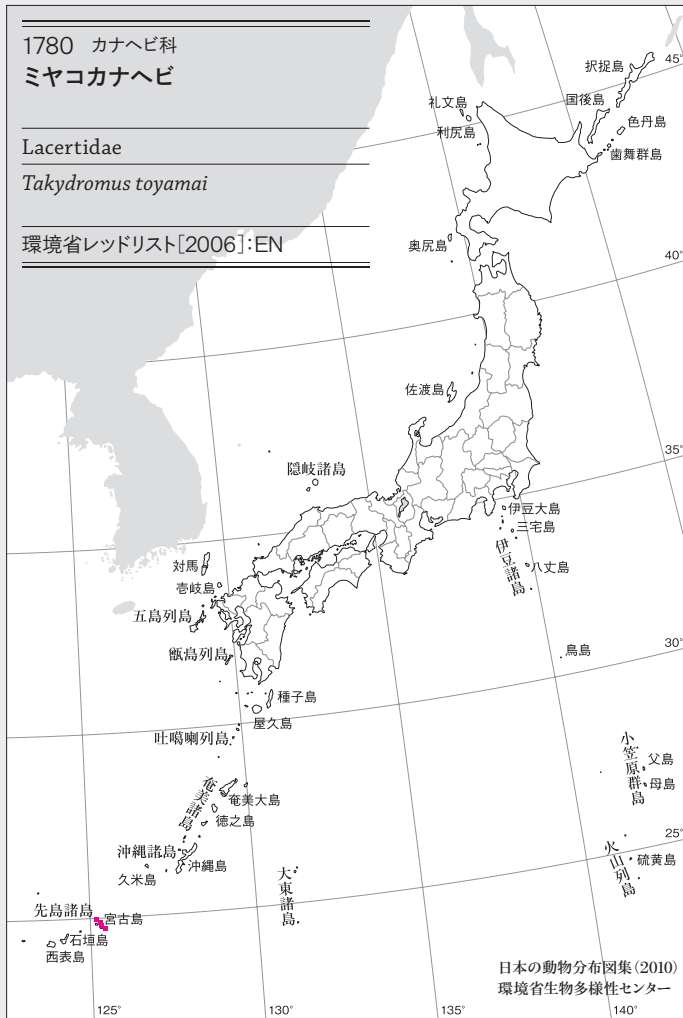 1780 カナヘビ科
ミヤコカナヘビ
Lacertidae
Takydromus toyamai
環境省レッドリスト[2006]:EN
択捉島
45°
国後島
礼文島
色丹島
利尻島
歯舞群島
奥尻島
40°
佐渡島
35°
隠岐諸島
伊豆大島
三宅島
伊豆諸島
八丈島
対馬
壱岐島
五島列島
甑島列島
鳥島
30°
種子島
屋久島
吐噶喇列島
小笠原群島
父島
母島
奄美諸島
奄美大島
徳之島
25°
沖縄諸島
沖縄島
久米島
火山列島
硫黄島
大東諸島
先島諸島
宮古島
石垣島
西表島
日本の動物分布図集(2010)
環境省生物多様性センター
125°
130°
135°
140°